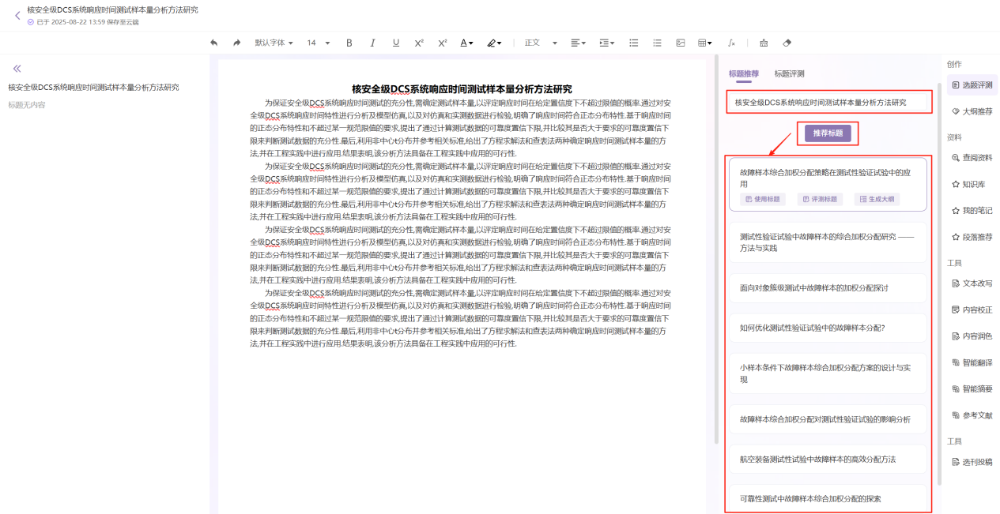 核安全级DCS系统响应时间测试样本量分析方法研究
已于 2025-08-22 13:59 保存至云端
默认字体 14 B I U X² X² A 正文
核安全级DCS系统响应时间测试样本量分析方法研究
标题无内容
核安全级DCS系统响应时间测试样本量分析方法研究
为保证安全级DCS系统响应时间测试的充分性,需确定测试样本量,以评定响应时间在给定置信度下不超过限值的概率.通过对安
全级DCS系统响应时间特性进行分析及模型仿真,以及对仿真和实测数据进行检验,明确了响应时间符合正态分布特性.基于响应时间
的正态分布特性和不超过某一规范限值的要求,提出了通过计算测试数据的可靠度置信下限,并比较其是否大于要求的可靠度置信下
限来判断测试数据的充分性.最后,利用非中心t分布并参考相关标准,给出了方程求解法和查表法两种确定响应时间测试样本量的方
法,并在工程实践中进行应用.结果表明,该分析方法具备在工程实践中应用的可行性.
为保证安全级DCS系统响应时间测试的充分性,需确定测试样本量,以评定响应时间在给定置信度下不超过限值的概率.通过对安
全级DCS系统响应时间特性进行分析及模型仿真,以及对仿真和实测数据进行检验,明确了响应时间符合正态分布特性.基于响应时间
的正态分布特性和不超过某一规范限值的要求,提出了通过计算测试数据的可靠度置信下限,并比较其是否大于要求的可靠度置信下
限来判断测试数据的充分性.最后,利用非中心t分布并参考相关标准,给出了方程求解法和查表法两种确定响应时间测试样本量的方
法,并在工程实践中进行应用.结果表明,该分析方法具备在工程实践中应用的可行性.
为保证安全级DCS系统响应时间测试的充分性,需确定测试样本量,以评定响应时间在给定置信度下不超过限值的概率.通过对安
全级DCS系统响应时间特性进行分析及模型仿真,以及对仿真和实测数据进行检验,明确了响应时间符合正态分布特性.基于响应时间
的正态分布特性和不超过某一规范限值的要求,提出了通过计算测试数据的可靠度置信下限,并比较其是否大于要求的可靠度置信下
限来判断测试数据的充分性.最后,利用非中心t分布并参考相关标准,给出了方程求解法和查表法两种确定响应时间测试样本量的方
法,并在工程实践中进行应用.结果表明,该分析方法具备在工程实践中应用的可行性.
为保证安全级DCS系统响应时间测试的充分性,需确定测试样本量,以评定响应时间在给定置信度下不超过限值的概率.通过对安
全级DCS系统响应时间特性进行分析及模型仿真,以及对仿真和实测数据进行检验,明确了响应时间符合正态分布特性.基于响应时间
的正态分布特性和不超过某一规范限值的要求,提出了通过计算测试数据的可靠度置信下限,并比较其是否大于要求的可靠度置信下
限来判断测试数据的充分性.最后,利用非中心t分布并参考相关标准,给出了方程求解法和查表法两种确定响应时间测试样本量的方
法,并在工程实践中进行应用.结果表明,该分析方法具备在工程实践中应用的可行性.
标题推荐 标题评测
核安全级DCS系统响应时间测试样本量分析方法研究
推荐标题
故障样本综合加权分配策略在测试性验证试验中的应
用
使用标题 评测标题 生成大纲
测试性验证试验中故障样本的综合加权分配研究 ——
方法与实践
面向对象簇级测试中故障样本的加权分配探讨
如何优化测试性验证试验中的故障样本分配?
小样本条件下故障样本综合加权分配方案的设计与实
现
故障样本综合加权分配对测试性验证试验的影响分析
航空装备测试性试验中故障样本的高效分配方法
可靠性测试中故障样本综合加权分配的探索
创作
选题评测
大纲推荐
资料
查阅资料
知识库
我的笔记
段落推荐
工具
文本改写
内容校正
内容润色
智能翻译
智能摘要
参考文献
工具
选刊投稿